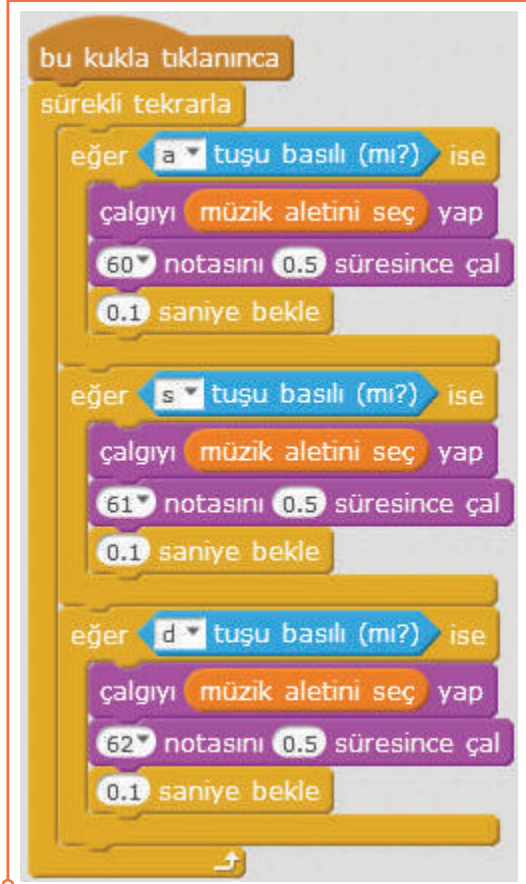 bu kukla tıklanınca
sürekli tekrarla
eğer a tuşu basılı (mı?) ise
çalgıyı müzik aletini seç yap
60 notasını 0.5 süresince çal
0.1 saniye bekle
eğer s tuşu basılı (mı?) ise
çalgıyı müzik aletini seç yap
61 notasını 0.5 süresince çal
0.1 saniye bekle
eğer d tuşu basılı (mı?) ise
çalgıyı müzik aletini seç yap
62 notasını 0.5 süresince çal
0.1 saniye bekle